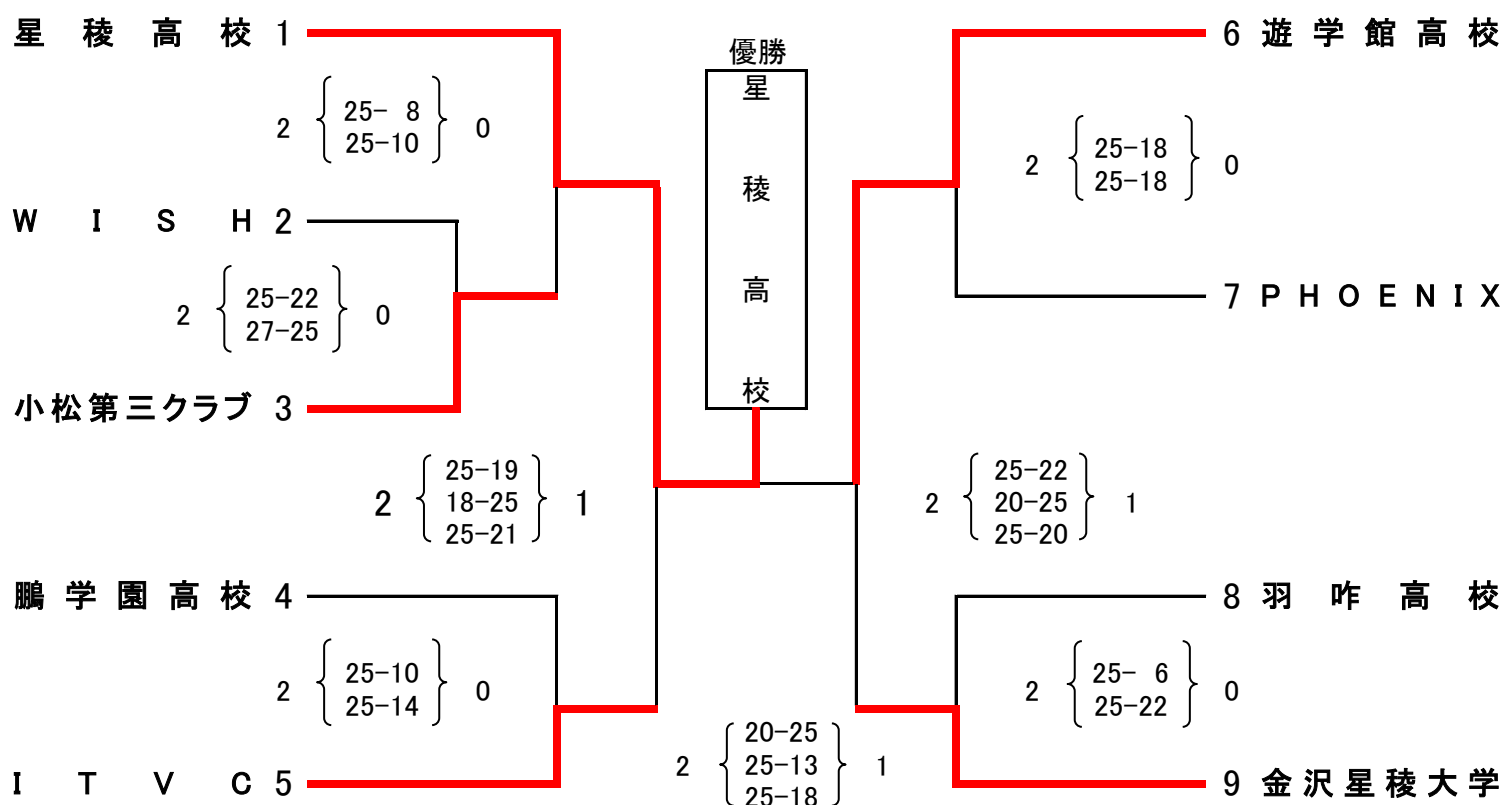 星稜高校 1
2 { 25- 8 } 0
25-10
WISH 2
2 { 25-22 } 0
27-25
小松第三クラブ 3
2 { 25-19 } 1
18-25
25-21
鵬学園高校 4
2 { 25-10 } 0
25-14
ITVC 5
優勝
星稜高校
2 { 20-25 } 1
25-13
25-18
6 遊学館高校
2 { 25-18 } 0
25-18
7 PHOENIX
2 { 25-22 } 1
20-25
25-20
8 羽咋高校
2 { 25- 6 } 0
25-22
9 金沢星稜大学